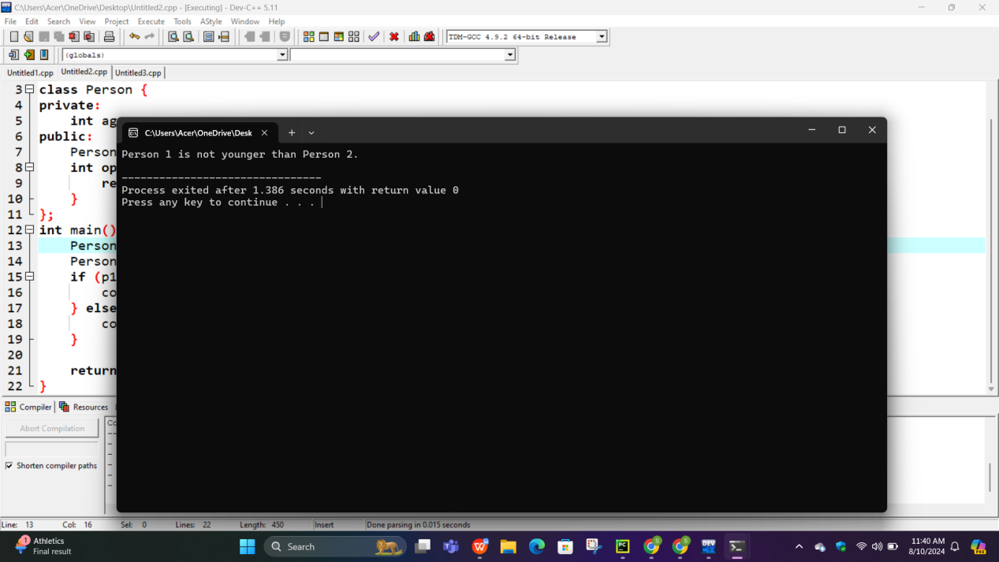 C:\Users\Acer\OneDrive\Desktop\Untitled2.cpp - [Executing] - Dev-C++ 5.11
File Edit Search View Project Execute Tools AStyle Window Help
TDM-GCC 4.9.2 64-bit Release
(globals)
Untitled1.cpp Untitled2.cpp Untitled3.cpp
3 class Person {
4 private:
5 int ag
6 public:
7 Person
8 int op
9 re
10 }
11 };
12 int main()
13 Person
14 Person
15 if (p1
16 co
17 } else
18 co
19 }
20
21 return
22 }
C:\Users\Acer\OneDrive\Desk
Person 1 is not younger than Person 2.
--------------------------------
Process exited after 1.386 seconds with return value 0
Press any key to continue . . .
Compiler Resources
Abort Compilation
Shorten compiler paths
Co
Line: 13 Col: 16 Sel: 0 Lines: 22 Length: 450 Insert Done parsing in 0.015 seconds
1
Athletics
Final result
Search
PC
DEV
PRE
11:40 AM
8/10/2024